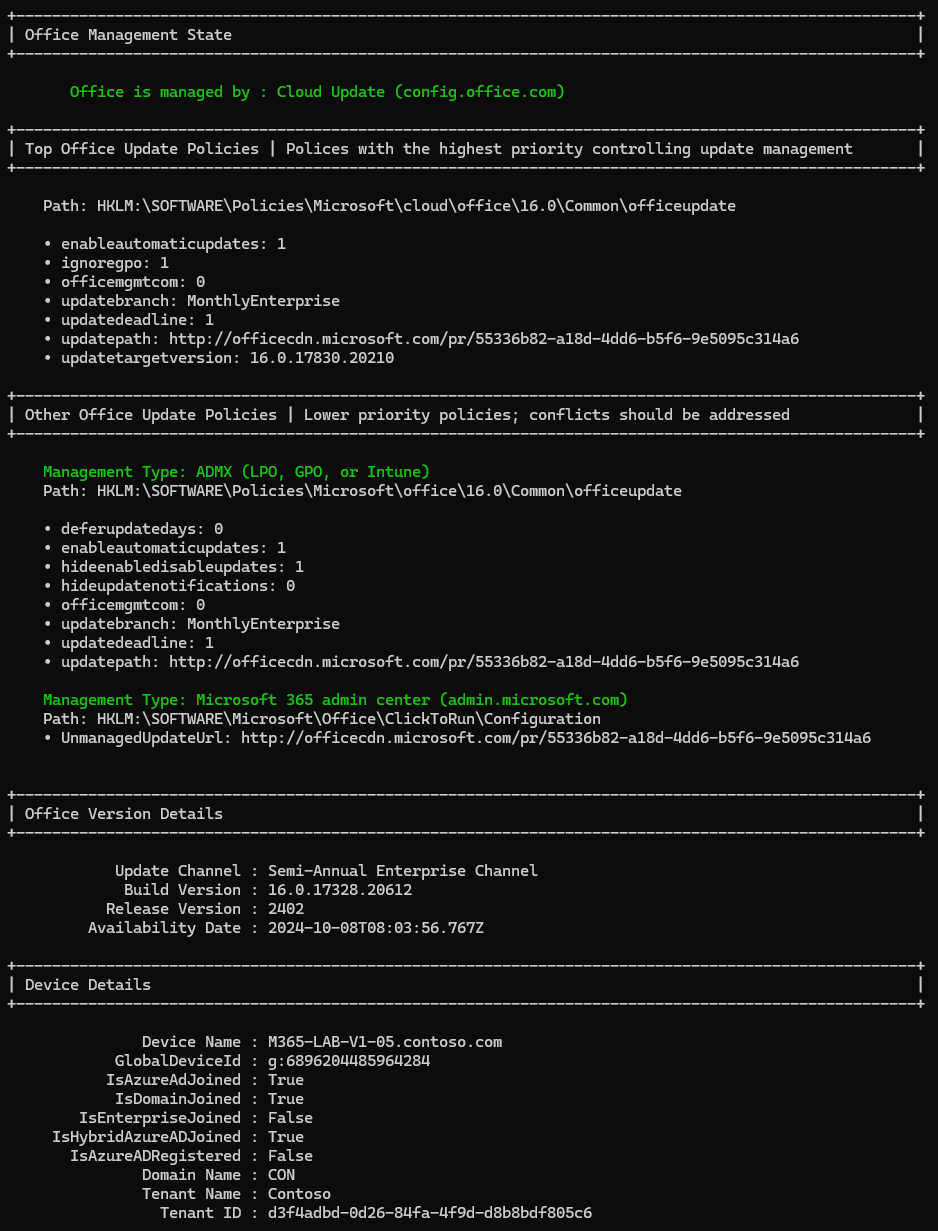 Office Management State
Office is managed by : Cloud Update (config.office.com)
Top Office Update Policies | Polices with the highest priority controlling update management
Path: HKLM:\SOFTWARE\Policies\Microsoft\cloud\office\16.0\Common\officeupdate
• enableautomaticupdates: 1
• ignoregpo: 1
• officemgmtcom: 0
• updatebranch: MonthlyEnterprise
• updatedeadline: 1
• updatepath: http://officecdn.microsoft.com/pr/55336b82-a18d-4dd6-b5f6-9e5095c314a6
• updatetargetversion: 16.0.17830.20210
Other Office Update Policies | Lower priority policies; conflicts should be addressed
Management Type: ADMX (LPO, GPO, or Intune)
Path: HKLM:\SOFTWARE\Policies\Microsoft\office\16.0\Common\officeupdate
• deferupdatedays: 0
• enableautomaticupdates: 1
• hideenabledisableupdates: 1
• hideupdatenotifications: 0
• officemgmtcom: 0
• updatebranch: MonthlyEnterprise
• updatedeadline: 1
• updatepath: http://officecdn.microsoft.com/pr/55336b82-a18d-4dd6-b5f6-9e5095c314a6
Management Type: Microsoft 365 admin center (admin.microsoft.com)
Path: HKLM:\SOFTWARE\Microsoft\Office\ClickToRun\Configuration
• UnmanagedUpdateUrl: http://officecdn.microsoft.com/pr/55336b82-a18d-4dd6-b5f6-9e5095c314a6
Office Version Details
Update Channel : Semi-Annual Enterprise Channel
Build Version : 16.0.17328.20612
Release Version : 2402
Availability Date : 2024-10-08T08:03:56.767Z
Device Details
Device Name : M365-LAB-V1-05.contoso.com
GlobalDeviceId : g:6896204485964284
IsAzureAdJoined : True
IsDomainJoined : True
IsEnterpriseJoined : False
IsHybridAzureADJoined : True
IsAzureADRegistered : False
Domain Name : CON
Tenant Name : Contoso
Tenant ID : d3f4adbd-0d26-84fa-4f9d-d8b8bdf805c6